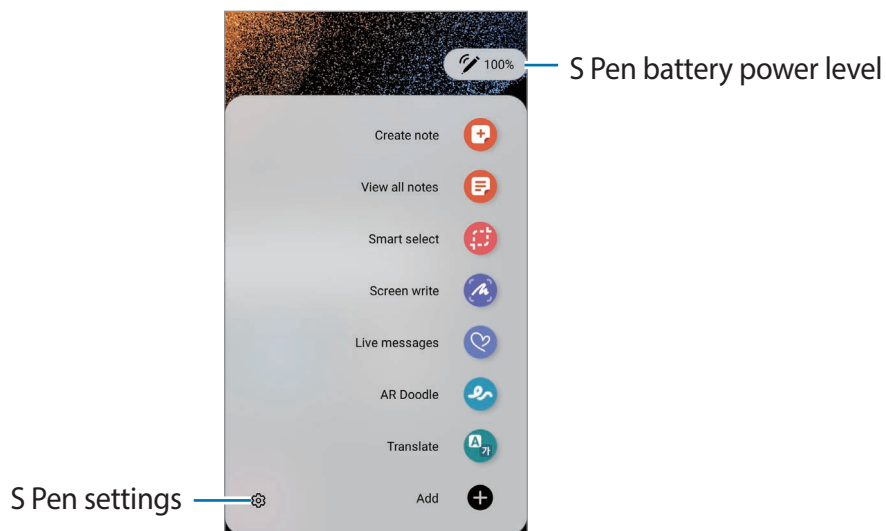 100%
S Pen battery power level
Create note
View all notes
Smart select
Screen write
Live messages
AR Doodle
Translate
A
가
S Pen settings
Add